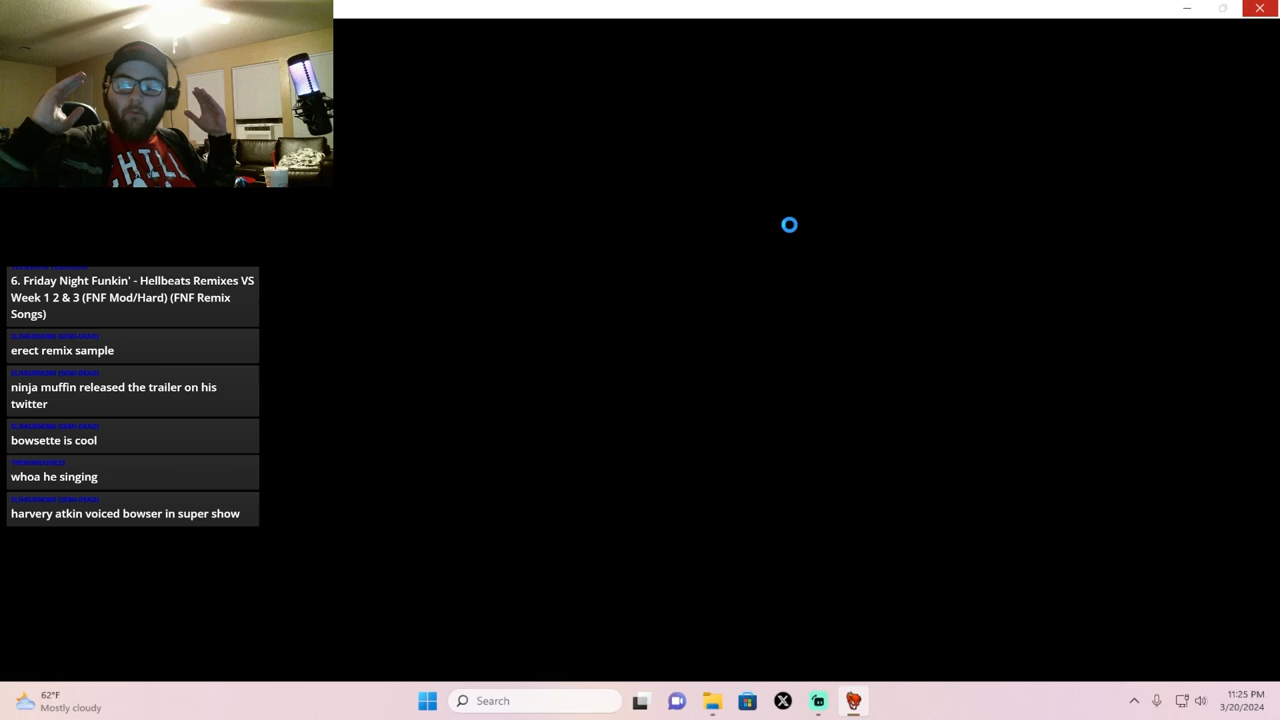 CHILL
6. Friday Night Funkin' - Hellbeats Remixes VS
Week 1 2 & 3 (FNF Mod/Hard) (FNF Remix
Songs)
erect remix sample
ninja muffin released the trailer on his
twitter
bowsette is cool
whoa he singing
harvery atkin voiced bowser in super show
62°F
Mostly cloudy
Search
11:25 PM
3/20/2024